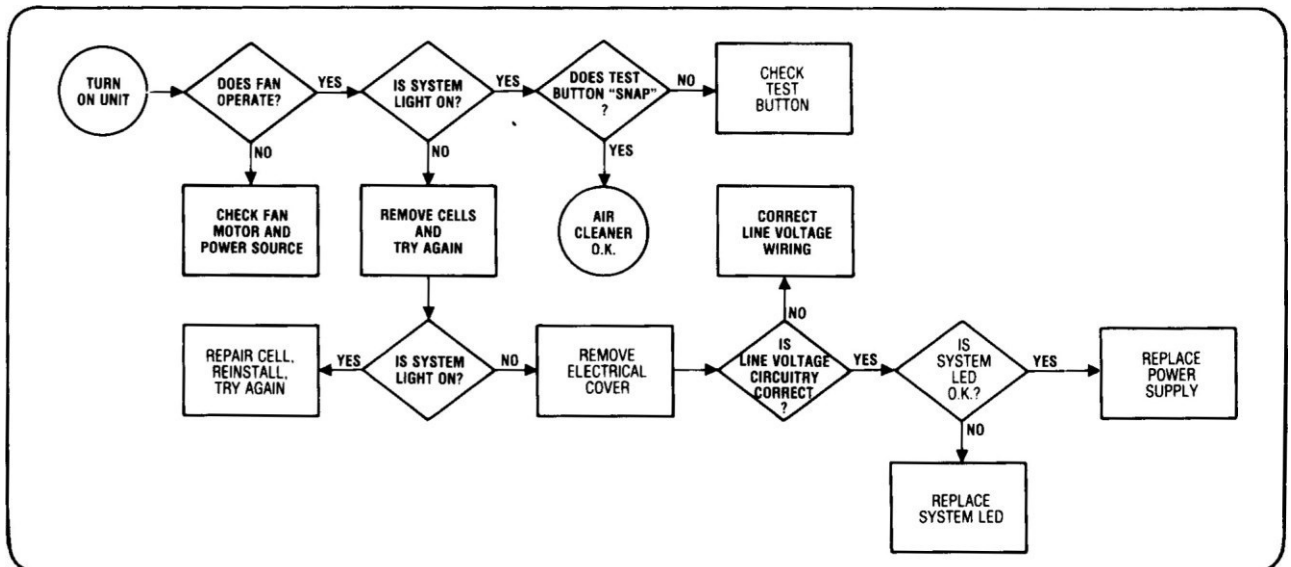 TURN
ON UNIT
DOES FAN
OPERATE?
YES
IS SYSTEM
LIGHT ON?
YES
DOES TEST
BUTTON "SNAP"
?
NO
CHECK
TEST
BUTTON
NO
NO
YES
CHECK FAN
MOTOR AND
POWER SOURCE
REMOVE CELLS
AND
TRY AGAIN
AIR
CLEANER
O.K.
CORRECT
LINE VOLTAGE
WIRING
NO
REPAIR CELL,
REINSTALL,
TRY AGAIN
YES
IS SYSTEM
LIGHT ON?
NO
REMOVE
ELECTRICAL
COVER
IS
LINE VOLTAGE
CIRCUITRY
CORRECT
?
YES
IS
SYSTEM
LED
O.K.?
YES
REPLACE
POWER
SUPPLY
NO
REPLACE
SYSTEM LED